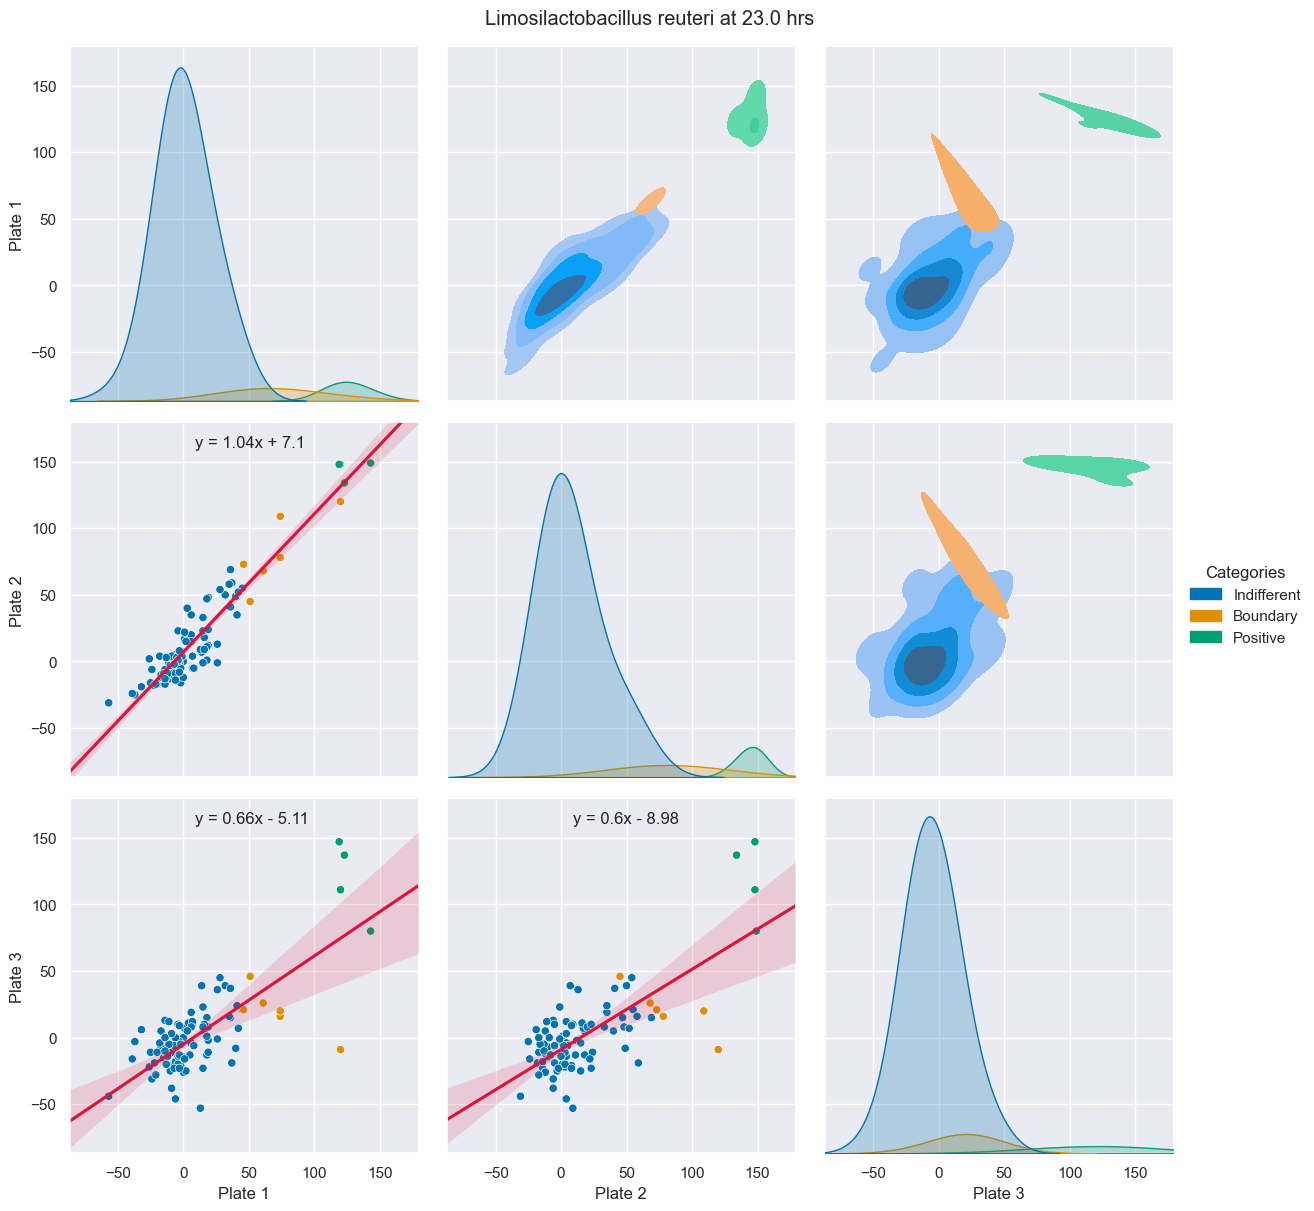 Limosilactobacillus reuteri at 23.0 hrs
150
100
50
0
−50
Plate 1
y = 1.04x + 7.1
150
100
50
0
−50
Plate 2
Categories
Indifferent
Boundary
Positive
y = 0.66x - 5.11
y = 0.6x - 8.98
150
100
50
0
−50
Plate 3
−50 0 50 100 150
−50 0 50 100 150
−50 0 50 100 150
Plate 1
Plate 2
Plate 3